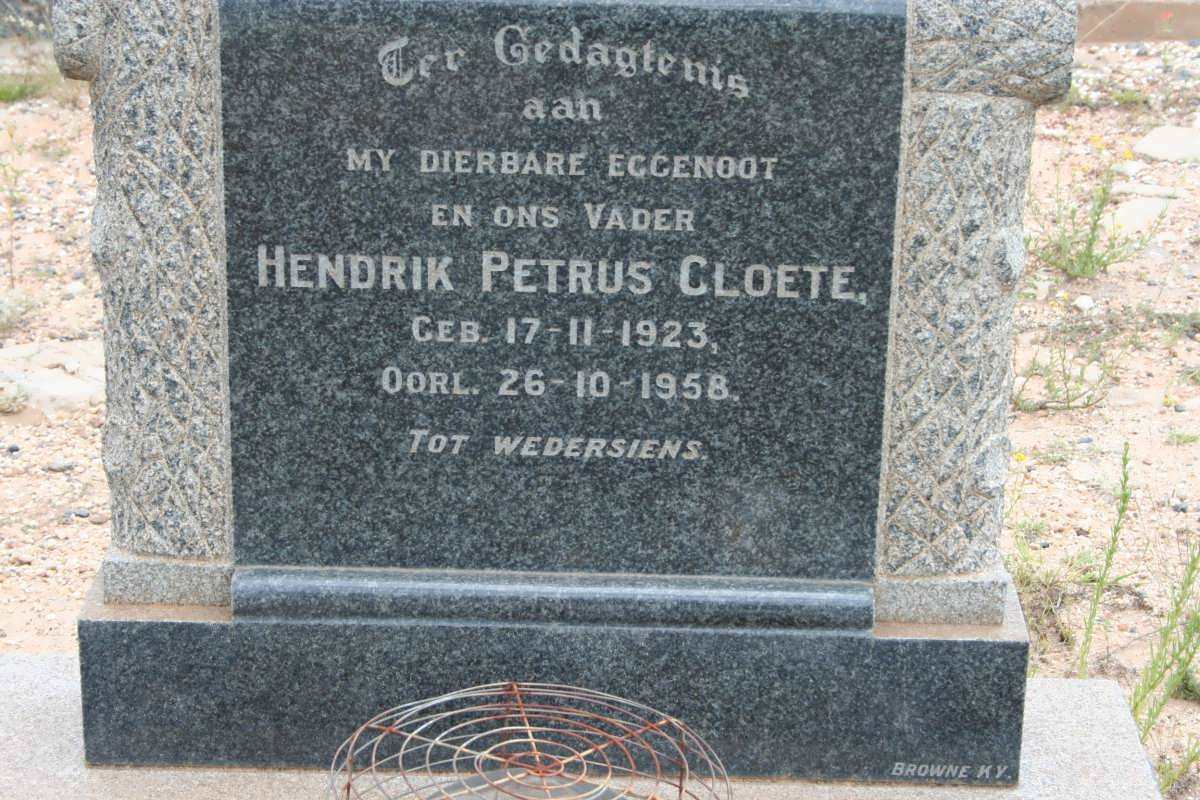 Ter Gedagtenis
aan
MY DIERBARE EGGENOOT
EN ONS VADER
HENDRIK PETRUS CLOETE,
GEB. 17-11-1923,
OORL. 26-10-1958.
TOT WEDERSIENS.
BROWNE KY.